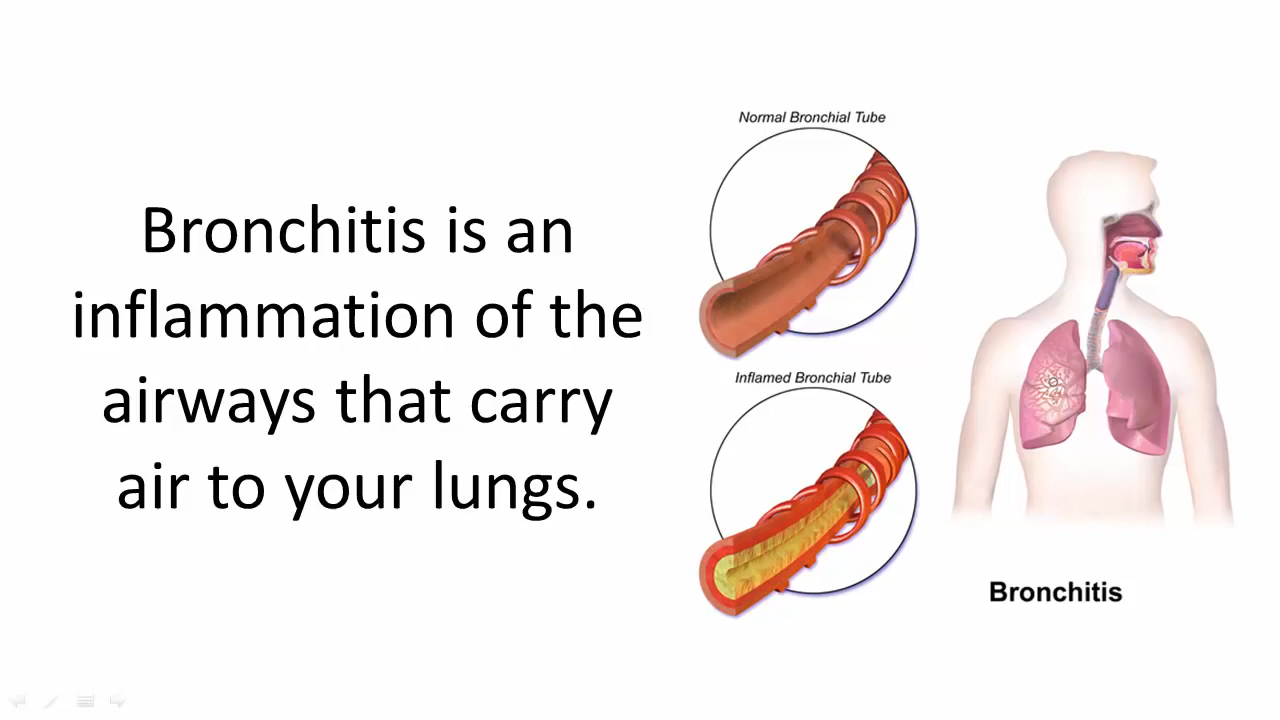 Bronchitis is an
inflammation of the
airways that carry
air to your lungs.
Normal Bronchial Tube
Inflamed Bronchial Tube
Bronchitis